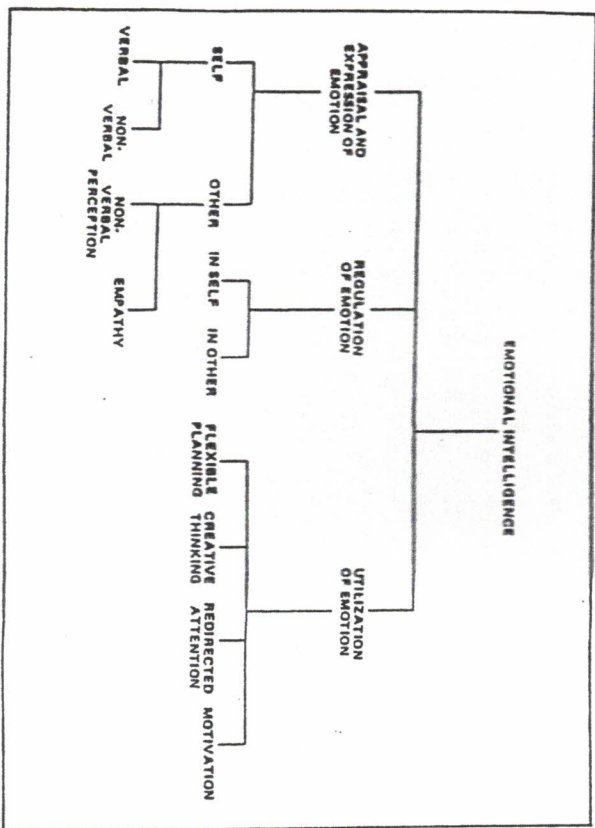 EMOTIONAL INTELLIGENCE
APPRAISAL AND
EXPRESSION OF
EMOTION
REGULATION
OF EMOTION
UTILIZATION
OF EMOTION
SELF
OTHER
IN SELF
IN OTHER
FLEXIBLE
PLANNING
CREATIVE
THINKING
REDIRECTED
ATTENTION
MOTIVATION
VERBAL
NON-
VERBAL
NON-
VERBAL
PERCEPTION
EMPATHY